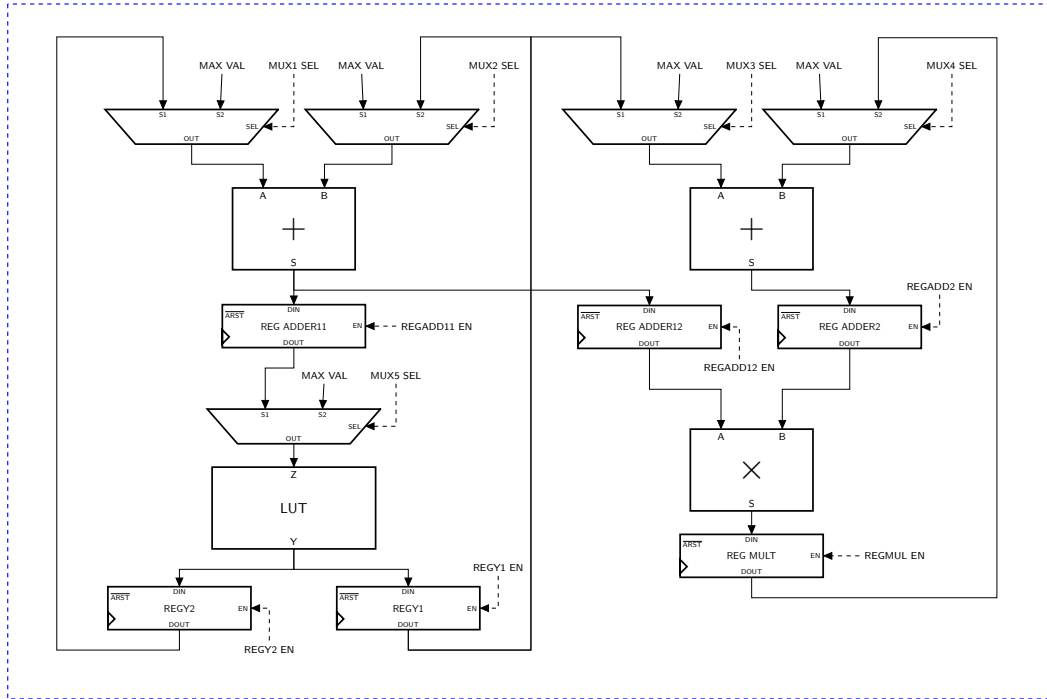 MAX VAL MUX1 SEL MAX VAL MUX2 SEL MAX VAL MUX3 SEL MAX VAL MUX4 SEL
S1 S2 S1 S2 S1 S2 S1 S2
SEL SEL SEL SEL
OUT OUT OUT OUT
A B A B
+ +
S S
REGADD2 EN
DIN DIN DIN DIN
ARST ARST ARST
REG ADDER11 EN REGADD11 EN REG ADDER12 EN REG ADDER2 EN
DOUT DOUT DOUT
REGADD12 EN
MAX VAL MUX5 SEL
S1 S2
SEL
OUT
A B
Z
×
LUT
S
Y
DIN
ARST
REG MULT EN REGMUL EN
DOUT
REGY1 EN
DIN DIN
ARST ARST
REGY2 EN REGY1 EN
DOUT DOUT
REGY2 EN